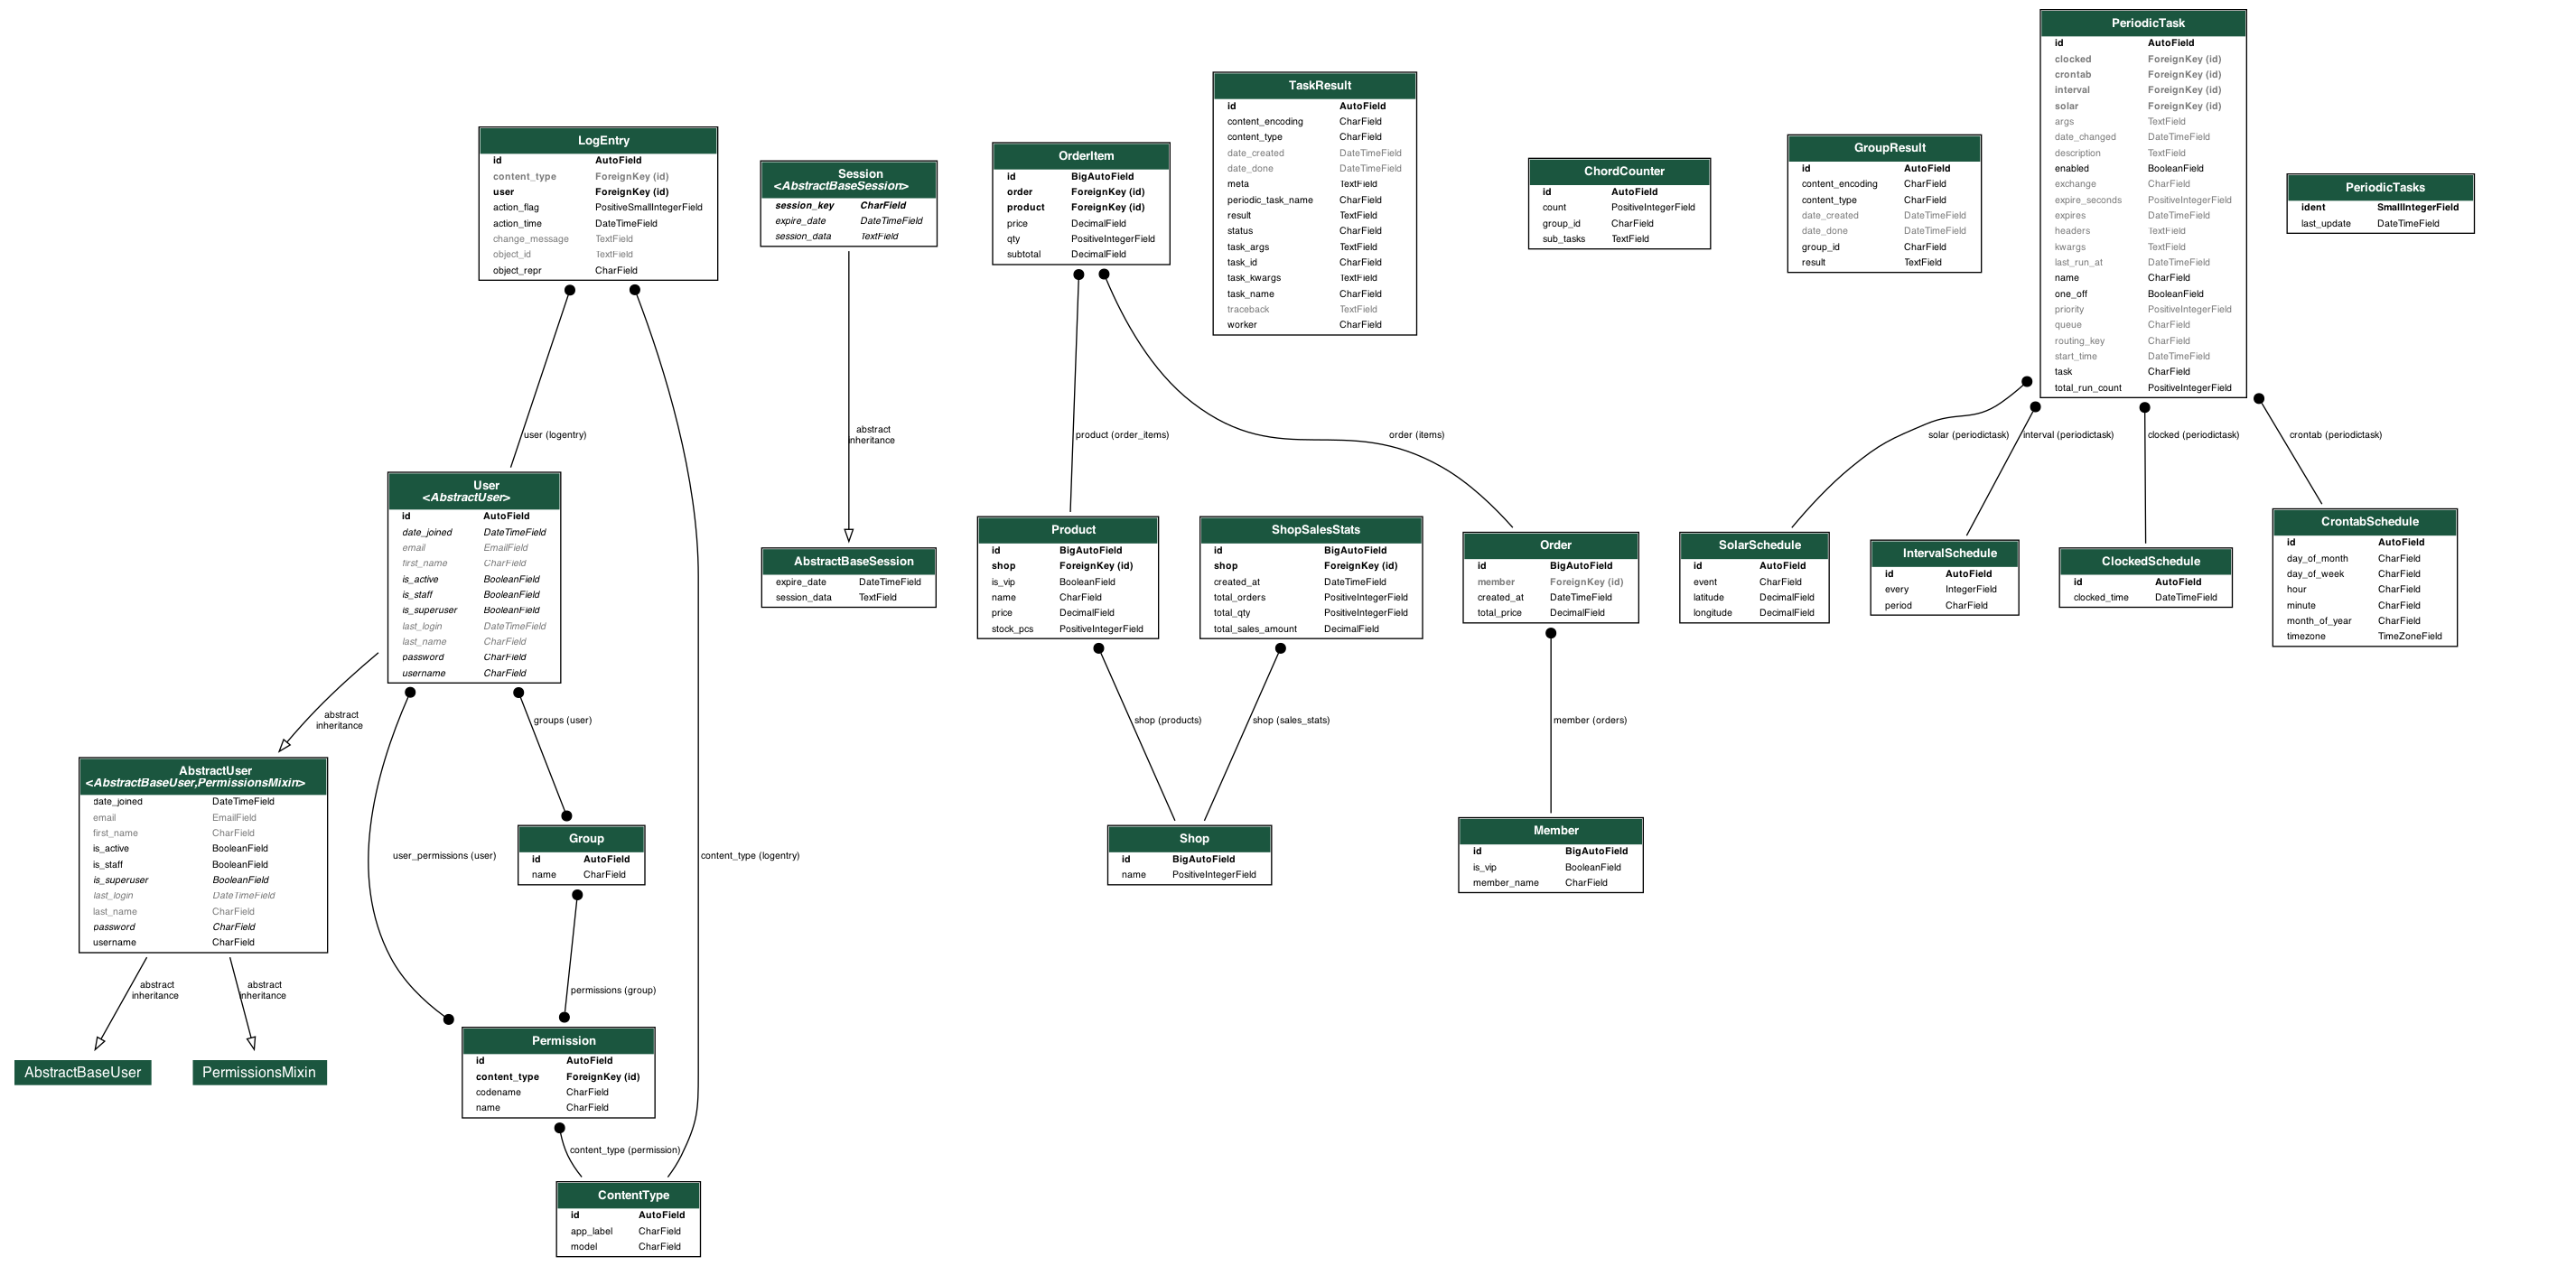 PeriodicTask
id AutoField
clocked ForeignKey (id)
crontab ForeignKey (id)
interval ForeignKey (id)
solar ForeignKey (id)
args TextField
date_changed DateTimeField
description TextField
enabled BooleanField
exchange CharField
expire_seconds PositiveIntegerField
expires DateTimeField
headers TextField
kwargs TextField
last_run_at DateTimeField
name CharField
one_off BooleanField
priority PositiveIntegerField
queue CharField
routing_key CharField
start_time DateTimeField
task CharField
total_run_count PositiveIntegerField
TaskResult
id AutoField
content_encoding CharField
content_type CharField
date_created DateTimeField
date_done DateTimeField
meta TextField
periodic_task_name CharField
result TextField
status CharField
task_args TextField
task_id CharField
task_kwargs TextField
task_name CharField
traceback TextField
worker CharField
LogEntry
id AutoField
content_type ForeignKey (id)
user ForeignKey (id)
action_flag PositiveSmallIntegerField
action_time DateTimeField
change_message TextField
object_id TextField
object_repr CharField
Session
<AbstractBaseSession>
session_key CharField
expire_date DateTimeField
session_data TextField
OrderItem
id BigAutoField
order ForeignKey (id)
product ForeignKey (id)
price DecimalField
qty PositiveIntegerField
subtotal DecimalField
ChordCounter
id AutoField
count PositiveIntegerField
group_id CharField
sub_tasks TextField
GroupResult
id AutoField
content_encoding CharField
content_type CharField
date_created DateTimeField
date_done DateTimeField
group_id CharField
result TextField
PeriodicTasks
ident SmallIntegerField
last_update DateTimeField
user (logentry)
abstract
inheritance
product (order_items)
order (items)
solar (periodictask)
interval (periodictask)
clocked (periodictask)
crontab (periodictask)
User
<AbstractUser>
id AutoField
date_joined DateTimeField
email EmailField
first_name CharField
is_active BooleanField
is_staff BooleanField
is_superuser BooleanField
last_login DateTimeField
last_name CharField
password CharField
username CharField
AbstractBaseSession
expire_date DateTimeField
session_data TextField
Product
id BigAutoField
shop ForeignKey (id)
is_vip BooleanField
name CharField
price DecimalField
stock_pcs PositiveIntegerField
ShopSalesStats
id BigAutoField
shop ForeignKey (id)
created_at DateTimeField
total_orders PositiveIntegerField
total_qty PositiveIntegerField
total_sales_amount DecimalField
Order
id BigAutoField
member ForeignKey (id)
created_at DateTimeField
total_price DecimalField
SolarSchedule
id AutoField
event CharField
latitude DecimalField
longitude DecimalField
IntervalSchedule
id AutoField
every IntegerField
period CharField
ClockedSchedule
id AutoField
clocked_time DateTimeField
CrontabSchedule
id AutoField
day_of_month CharField
day_of_week CharField
hour CharField
minute CharField
month_of_year CharField
timezone TimeZoneField
abstract
inheritance
groups (user)
shop (products)
shop (sales_stats)
member (orders)
AbstractUser
<AbstractBaseUser,PermissionsMixin>
date_joined DateTimeField
email EmailField
first_name CharField
is_active BooleanField
is_staff BooleanField
is_superuser BooleanField
last_login DateTimeField
last_name CharField
password CharField
username CharField
user_permissions (user)
Group
id AutoField
name CharField
content_type (logentry)
Shop
id BigAutoField
name PositiveIntegerField
Member
id BigAutoField
is_vip BooleanField
member_name CharField
abstract
inheritance
abstract
inheritance
permissions (group)
AbstractBaseUser
PermissionsMixin
Permission
id AutoField
content_type ForeignKey (id)
codename CharField
name CharField
content_type (permission)
ContentType
id AutoField
app_label CharField
model CharField